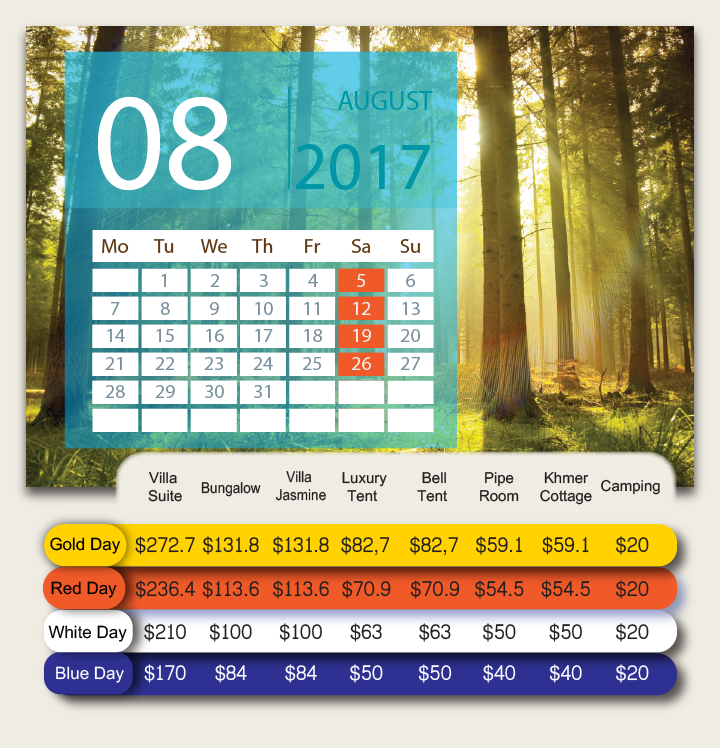 08
AUGUST
2017
Mo Tu We Th Fr Sa Su
1 2 3 4 5 6
7 8 9 10 11 12 13
14 15 16 17 18 19 20
21 22 23 24 25 26 27
28 29 30 31
Villa Suite Bungalow Villa Jasmine Luxury Tent Bell Tent Pipe Room Khmer Cottage Camping
Gold Day $272.7 $131.8 $131.8 $82,7 $82,7 $59.1 $59.1 $20
Red Day $236.4 $113.6 $113.6 $70.9 $70.9 $54.5 $54.5 $20
White Day $210 $100 $100 $63 $63 $50 $50 $20
Blue Day $170 $84 $84 $50 $50 $40 $40 $20